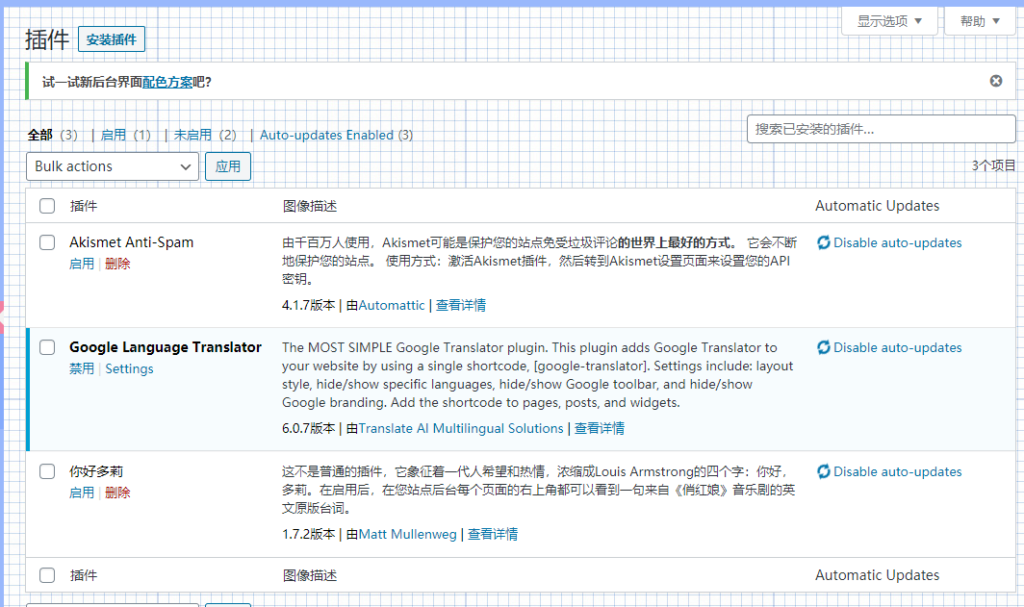 显示选项 ▼ 帮助 ▼
插件 安装插件
试一试新后台界面配色方案吧？
全部 (3) | 启用 (1) | 未启用 (2) | Auto-updates Enabled (3)
搜索已安装的插件...
Bulk actions 应用
3个项目
插件 图像描述 Automatic Updates
Akismet Anti-Spam
启用 | 删除
由千百万人使用，Akismet可能是保护您的站点免受垃圾评论的世界上最好的方式。 它会不断
地保护您的站点。 使用方式：激活Akismet插件，然后转到Akismet设置页面来设置您的API
密钥。
4.1.7版本 | 由Automattic | 查看详情
Disable auto-updates
Google Language Translator
禁用 | Settings
The MOST SIMPLE Google Translator plugin. This plugin adds Google Translator to
your website by using a single shortcode, [google-translator]. Settings include: layout
style, hide/show specific languages, hide/show Google toolbar, and hide/show
Google branding. Add the shortcode to pages, posts, and widgets.
6.0.7版本 | 由Translate AI Multilingual Solutions | 查看详情
Disable auto-updates
你好多莉
启用 | 删除
这不是普通的插件，它象征着一代人希望和热情，浓缩成Louis Armstrong的四个字：你好，
多莉。在启用后，在您站点后台每个页面的右上角都可以看到一句来自《俏红娘》音乐剧的英
文原版台词。
1.7.2版本 | 由Matt Mullenweg | 查看详情
Disable auto-updates
插件 图像描述 Automatic Updates